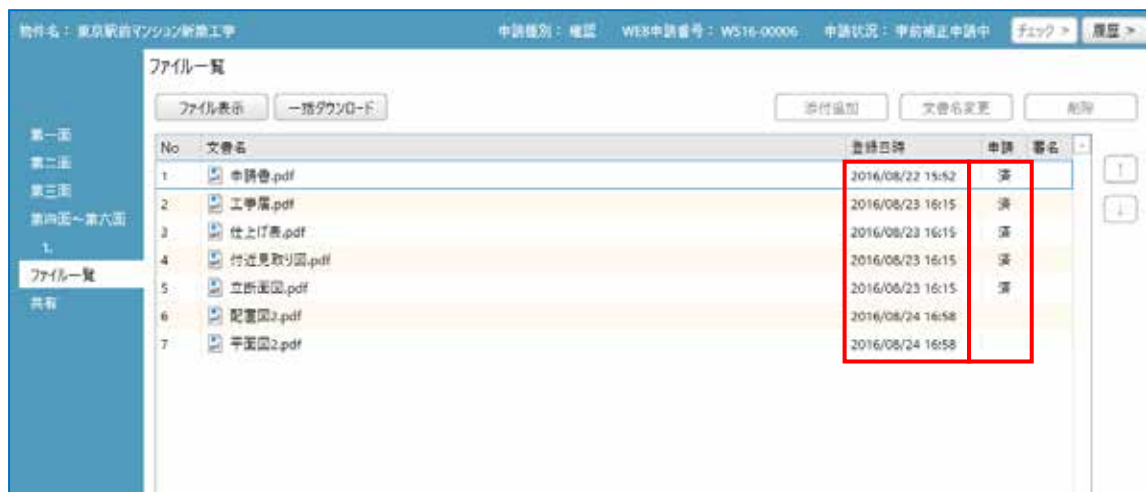 物件名： 東京駅前マンション新築工事 申請種別： 確認 WEB申請番号： WS16-00006 申請状況： 事前補正申請中 チェック > 履歴 >
ファイル一覧
ファイル表示 一括ダウンロード 添付追加 文書名変更 削除
第一面
第二面
第三面
第四面～第六面
1.
ファイル一覧
共有
No 文書名 登録日時 申請 署名
1 申請書.pdf 2016/08/22 15:52 済
2 工事届.pdf 2016/08/23 16:15 済
3 仕上げ表.pdf 2016/08/23 16:15 済
4 付近見取り図.pdf 2016/08/23 16:15 済
5 立断面図.pdf 2016/08/23 16:15 済
6 配置図2.pdf 2016/08/24 16:58
7 平面図2.pdf 2016/08/24 16:58
↑
↓